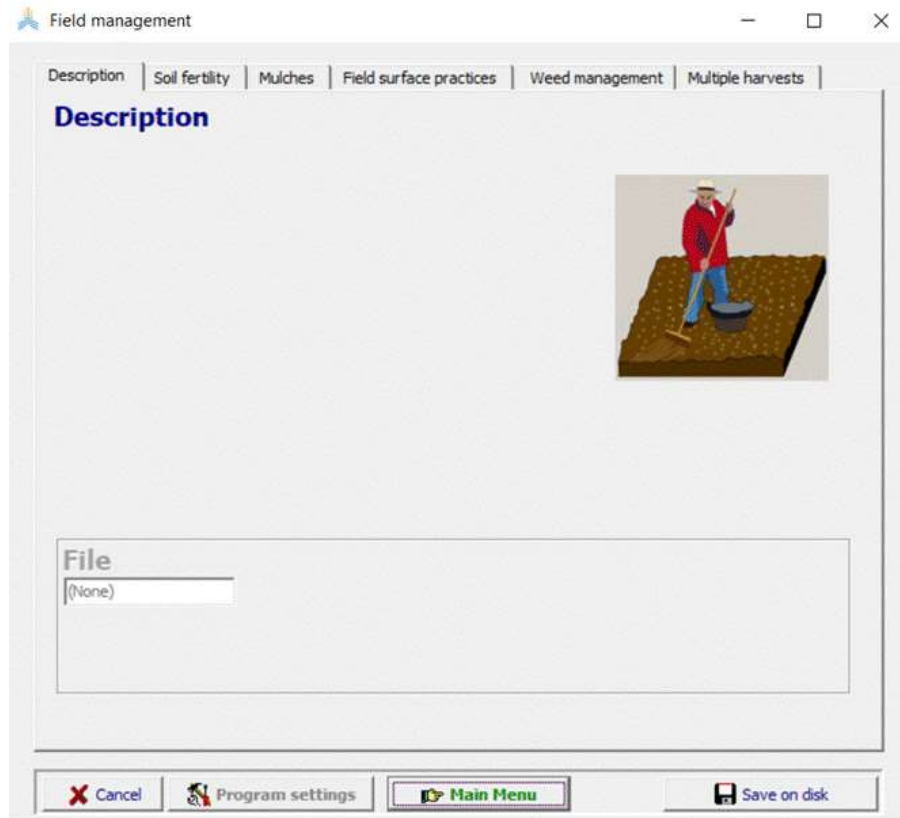 Field management
Description Soil fertility Mulches Field surface practices Weed management Multiple harvests
Description
File
(None)
Cancel Program settings Main Menu Save on disk